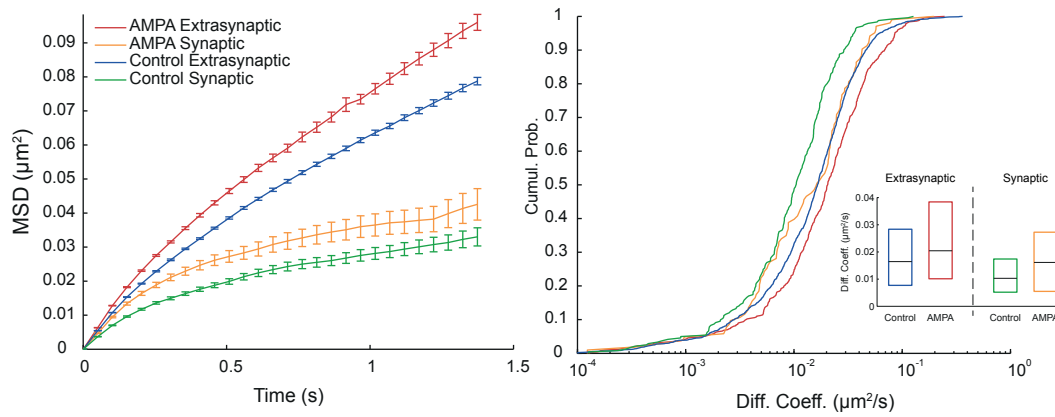 AMPA Extrasynaptic
AMPA Synaptic
Control Extrasynaptic
Control Synaptic
MSD (µm²)
0.09
0.08
0.07
0.06
0.05
0.04
0.03
0.02
0.01
0
0 0.5 1 1.5
Time (s)
Cumul. Prob.
1
0.9
0.8
0.7
0.6
0.5
0.4
0.3
0.2
0.1
0
10⁻⁴ 10⁻³ 10⁻² 10⁻¹ 10⁰
Diff. Coeff. (µm²/s)
Extrasynaptic Synaptic
Diff. Coeff. (µm²/s)
0.04
0.03
0.02
0.01
0
Control AMPA Control AMPA